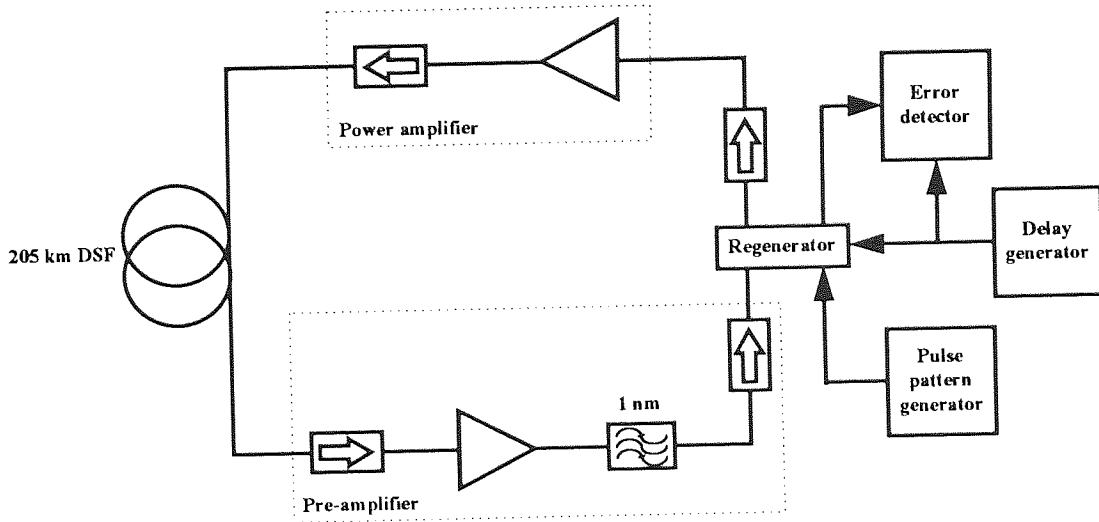 Power amplifier
Error
detector
205 km DSF
Regenerator
Delay
generator
Pulse
pattern
generator
1 nm
Pre-amplifier